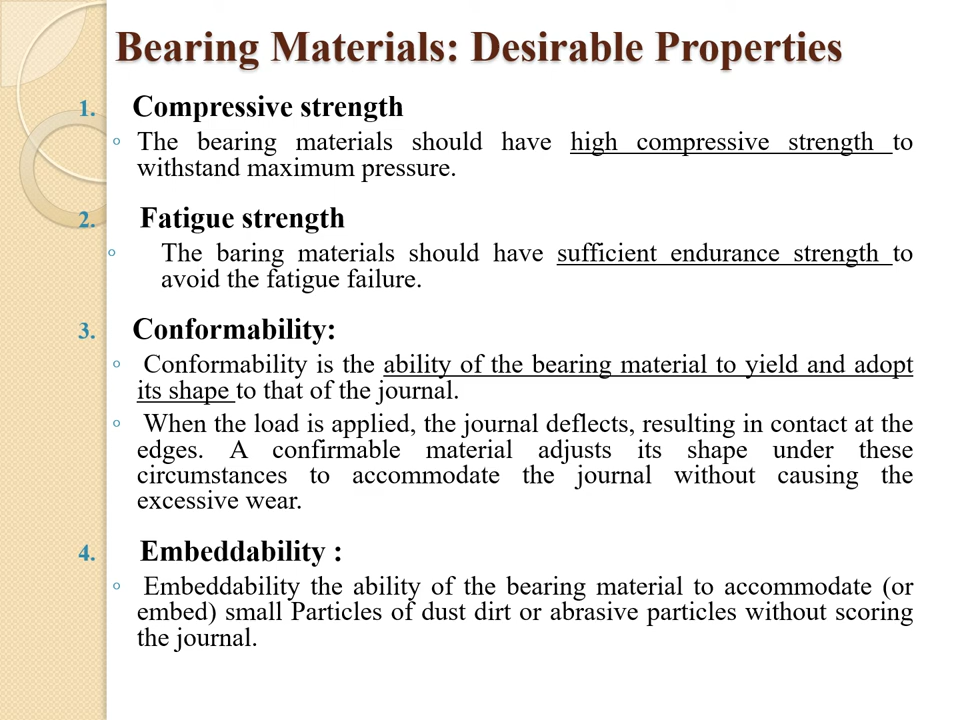 Bearing Materials: Desirable Properties
1. Compressive strength
◦ The bearing materials should have high compressive strength to
withstand maximum pressure.
2. Fatigue strength
◦ The baring materials should have sufficient endurance strength to
avoid the fatigue failure.
3. Conformability:
◦ Conformability is the ability of the bearing material to yield and adopt
its shape to that of the journal.
◦ When the load is applied, the journal deflects, resulting in contact at the
edges. A confirmable material adjusts its shape under these
circumstances to accommodate the journal without causing the
excessive wear.
4. Embeddability :
◦ Embeddability the ability of the bearing material to accommodate (or
embed) small Particles of dust dirt or abrasive particles without scoring
the journal.